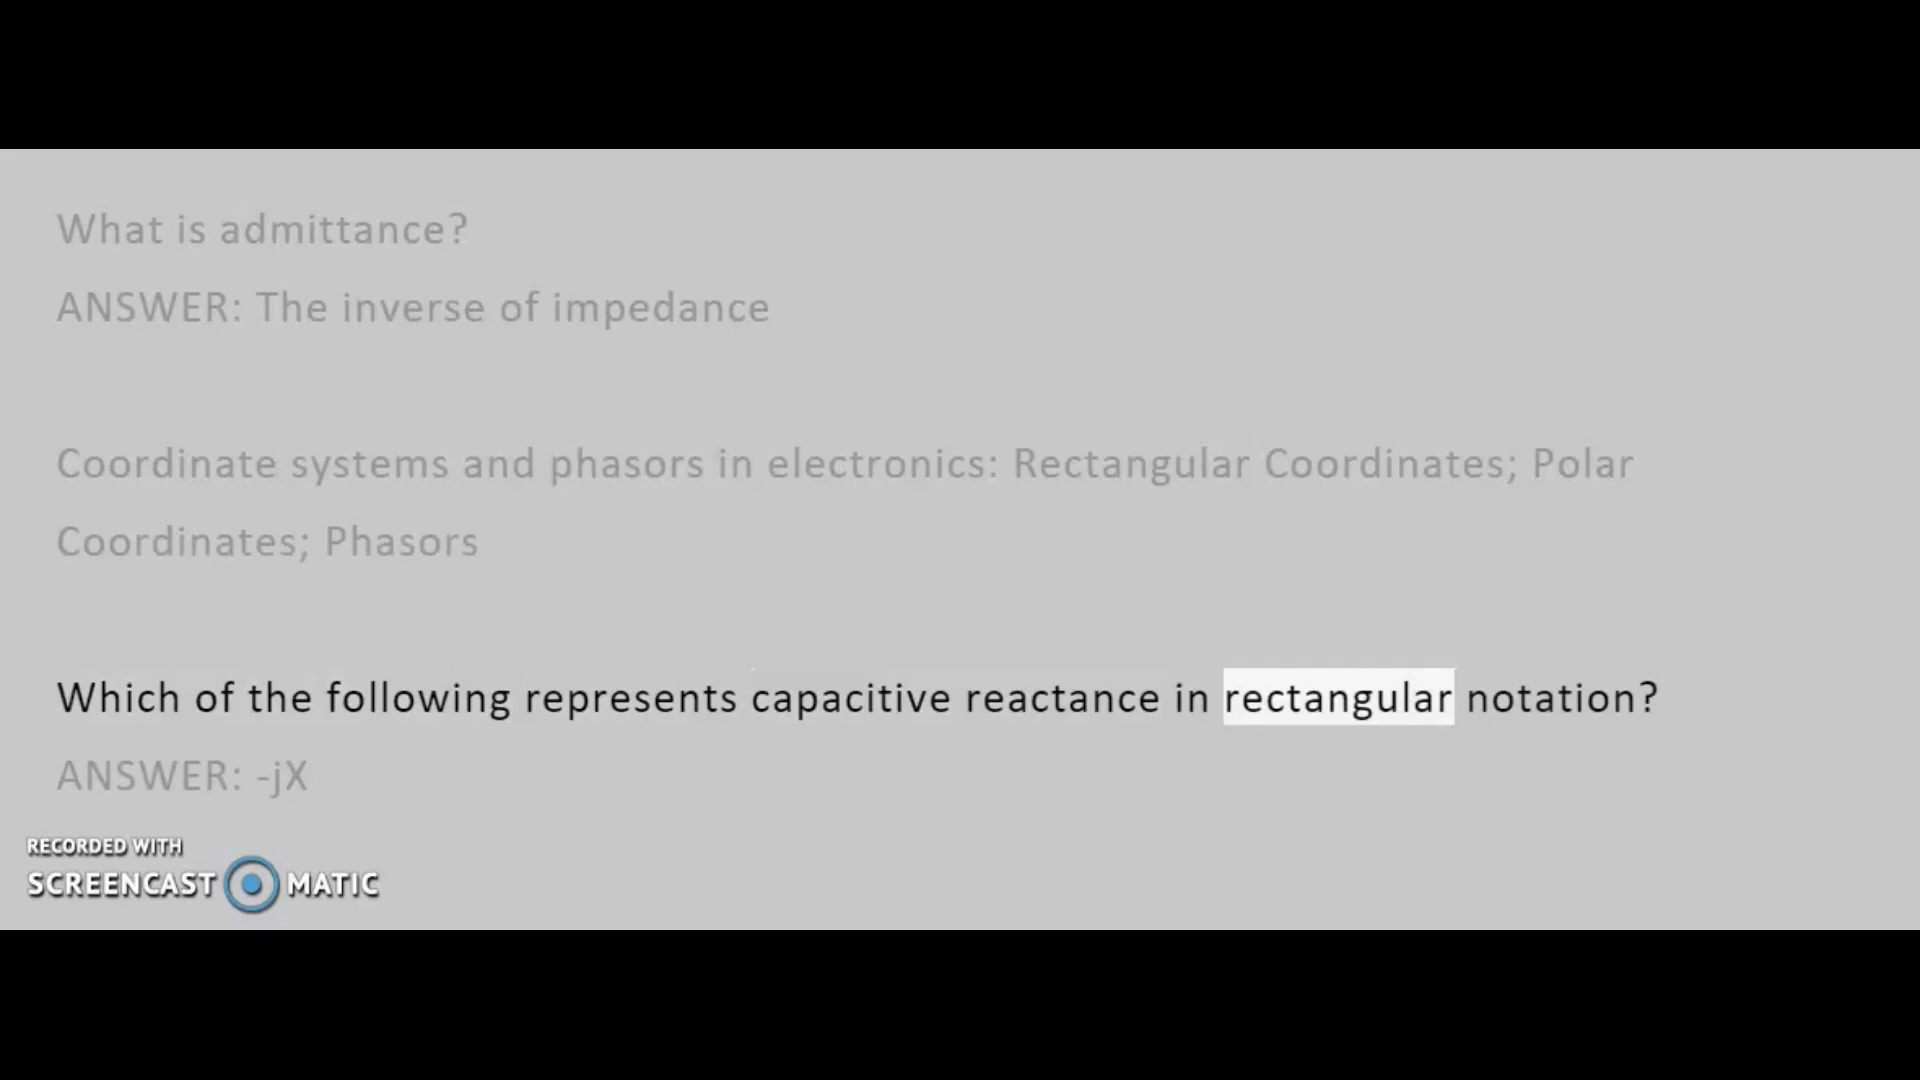 What is admittance?
ANSWER: The inverse of impedance
Coordinate systems and phasors in electronics: Rectangular Coordinates; Polar
Coordinates; Phasors
Which of the following represents capacitive reactance in rectangular notation?
ANSWER: -jX
RECORDED WITH
SCREENCAST MATIC